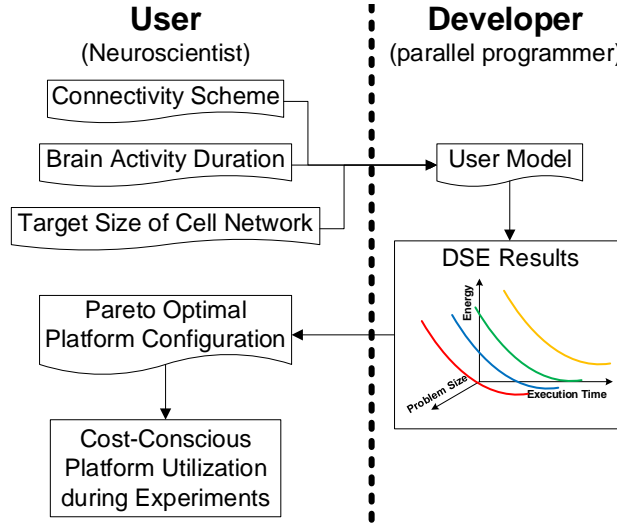 User
(Neuroscientist)
Developer
(parallel programmer)
Connectivity Scheme
Brain Activity Duration
Target Size of Cell Network
User Model
DSE Results
Energy
Problem Size
Execution Time
Pareto Optimal
Platform Configuration
Cost-Conscious
Platform Utilization
during Experiments